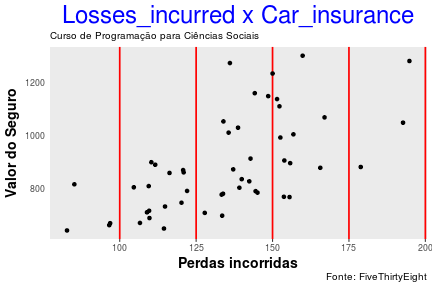 Losses_incurred x Car_insurance
Curso de Programação para Ciências Sociais
Valor do Seguro
1200
1000
800
100
125
150
175
200
Perdas incorridas
Fonte: FiveThirtyEight